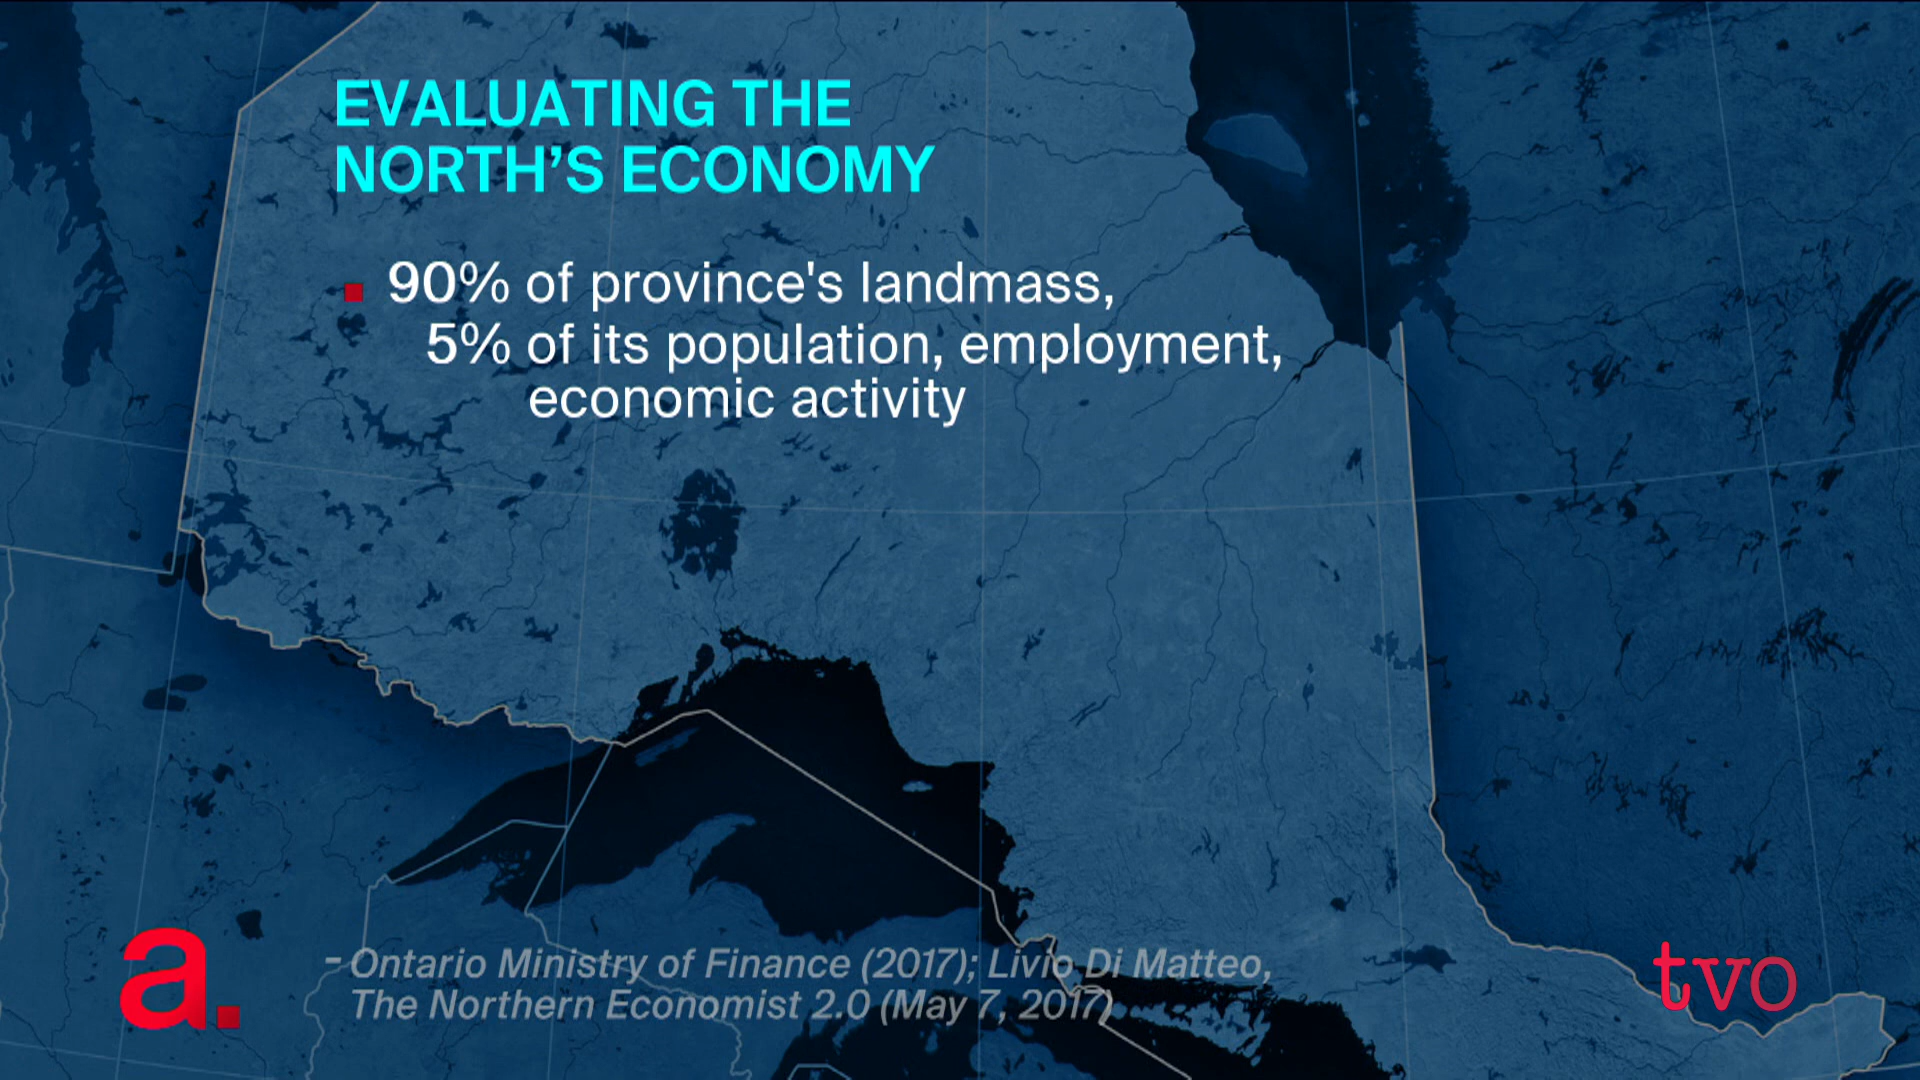 EVALUATING THE
NORTH'S ECONOMY
90% of province's landmass,
5% of its population, employment,
economic activity
- Ontario Ministry of Finance (2017); Livio Di Matteo,
The Northern Economist 2.0 (May 7, 2017)
a.
tvo